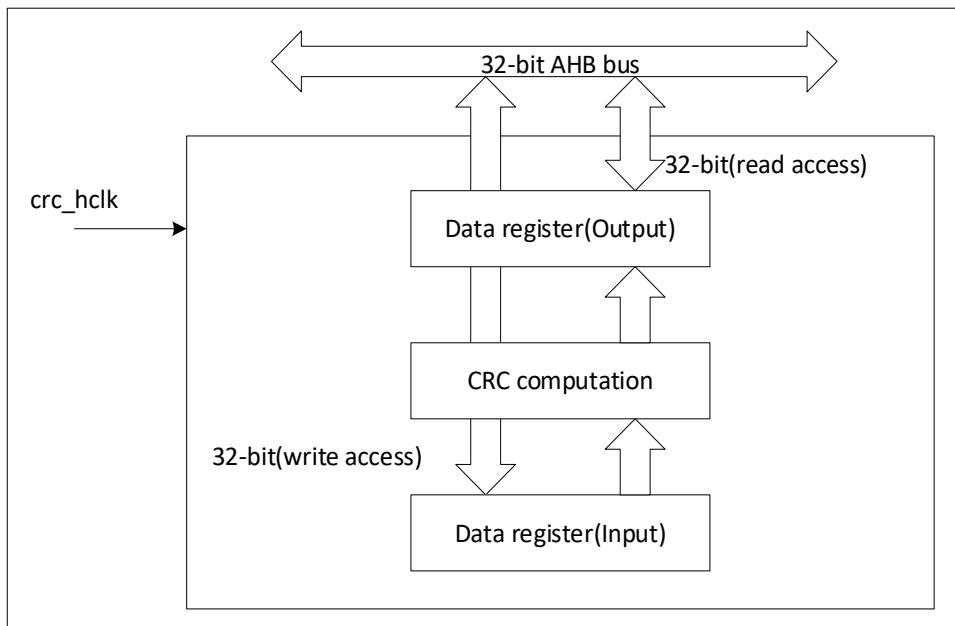 32-bit AHB bus
32-bit(read access)
crc_hclk
Data register(Output)
CRC computation
32-bit(write access)
Data register(Input)